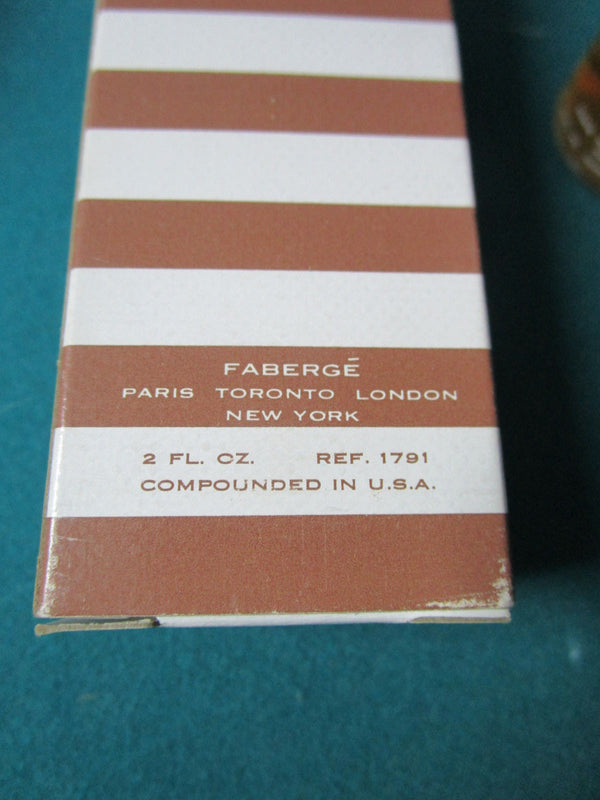 FABERGÉ
PARIS TORONTO LONDON
NEW YORK
2 FL. OZ. REF. 1791
COMPOUNDED IN U.S.A.